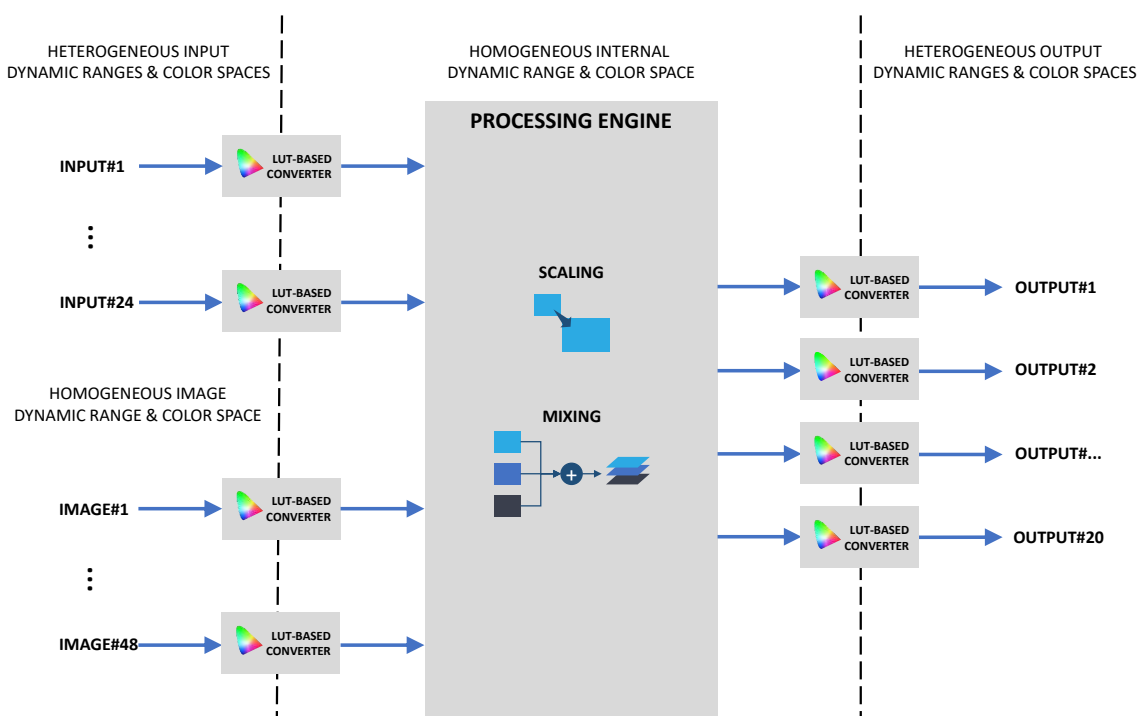 HETEROGENEOUS INPUT
DYNAMIC RANGES & COLOR SPACES
HOMOGENEOUS INTERNAL
DYNAMIC RANGE & COLOR SPACE
HETEROGENEOUS OUTPUT
DYNAMIC RANGES & COLOR SPACES
PROCESSING ENGINE
INPUT#1
LUT-BASED
CONVERTER
...
INPUT#24
LUT-BASED
CONVERTER
HOMOGENEOUS IMAGE
DYNAMIC RANGE & COLOR SPACE
IMAGE#1
LUT-BASED
CONVERTER
...
IMAGE#48
LUT-BASED
CONVERTER
SCALING
MIXING
+
LUT-BASED
CONVERTER
OUTPUT#1
LUT-BASED
CONVERTER
OUTPUT#2
LUT-BASED
CONVERTER
OUTPUT#...
LUT-BASED
CONVERTER
OUTPUT#20